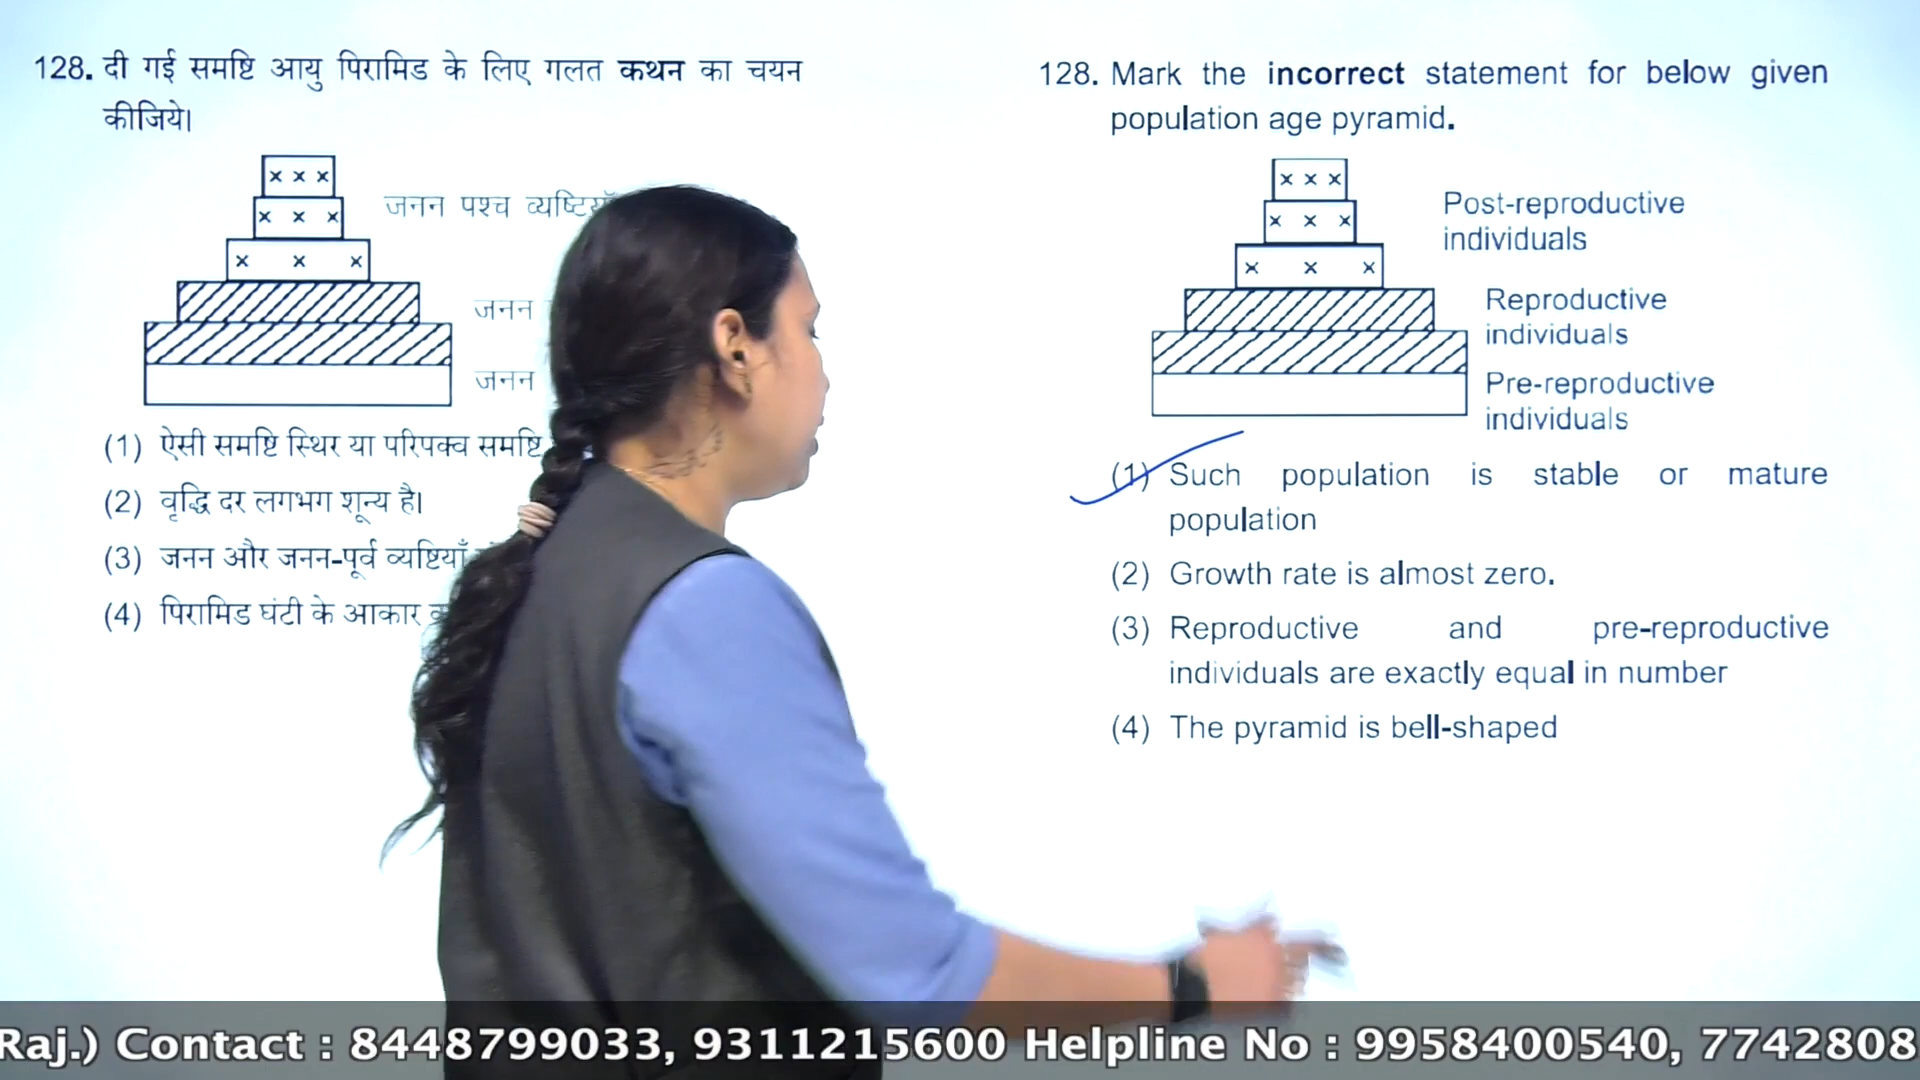 128. दी गई समष्टि आयु पिरामिड के लिए गलत कथन का चयन
कीजिये।
x x x
x x x
x x x
जनन पश्च
जनन
जनन
(1) ऐसी समष्टि स्थिर या परिपक्व समष्टि
(2) वृद्धि दर लगभग शून्य है।
(3) जनन और जनन-पूर्व व्यष्टियाँ
(4) पिरामिड घंटी के आकार
128. Mark the incorrect statement for below given
population age pyramid.
x x x
x x x
x x x
Post-reproductive
individuals
Reproductive
individuals
Pre-reproductive
individuals
(1) Such population is stable or mature
population
(2) Growth rate is almost zero.
(3) Reproductive and pre-reproductive
individuals are exactly equal in number
(4) The pyramid is bell-shaped
Raj.) Contact : 8448799033, 9311215600 Helpline No : 9958400540, 7742808